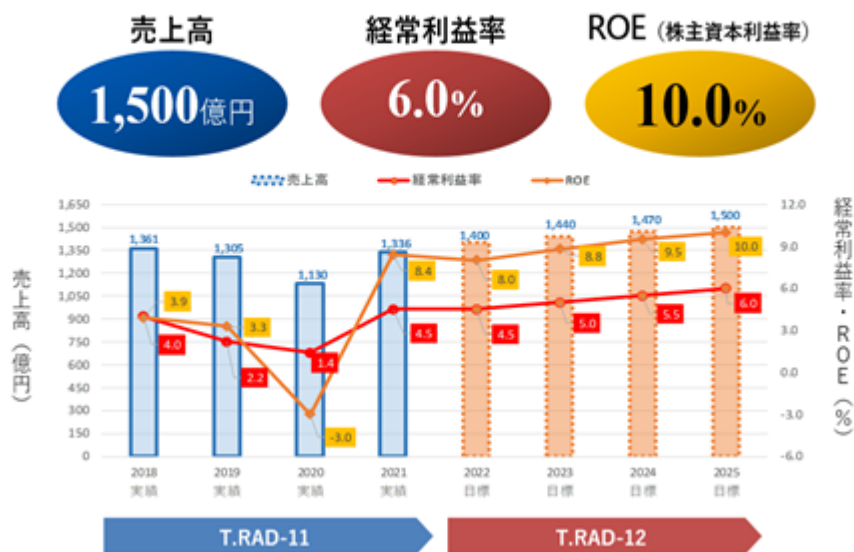 売上高
経常利益率
ROE（株主資本利益率）
1,500億円
6.0%
10.0%
売上高
経常利益率
ROE
売上高（億円）
1,650
1,500
1,350
1,200
1,050
900
750
600
450
300
150
0
1,361
1,305
1,130
1,336
1,400
1,440
1,470
1,500
3.9
3.3
-3.0
8.4
8.0
8.8
9.5
10.0
4.0
2.2
1.4
4.5
4.5
5.0
5.5
6.0
12.0
9.0
6.0
3.0
0.0
-3.0
-6.0
経常利益率・ROE（%）
2018
実績
2019
実績
2020
実績
2021
実績
2022
目標
2023
目標
2024
目標
2025
目標
T.RAD-11
T.RAD-12